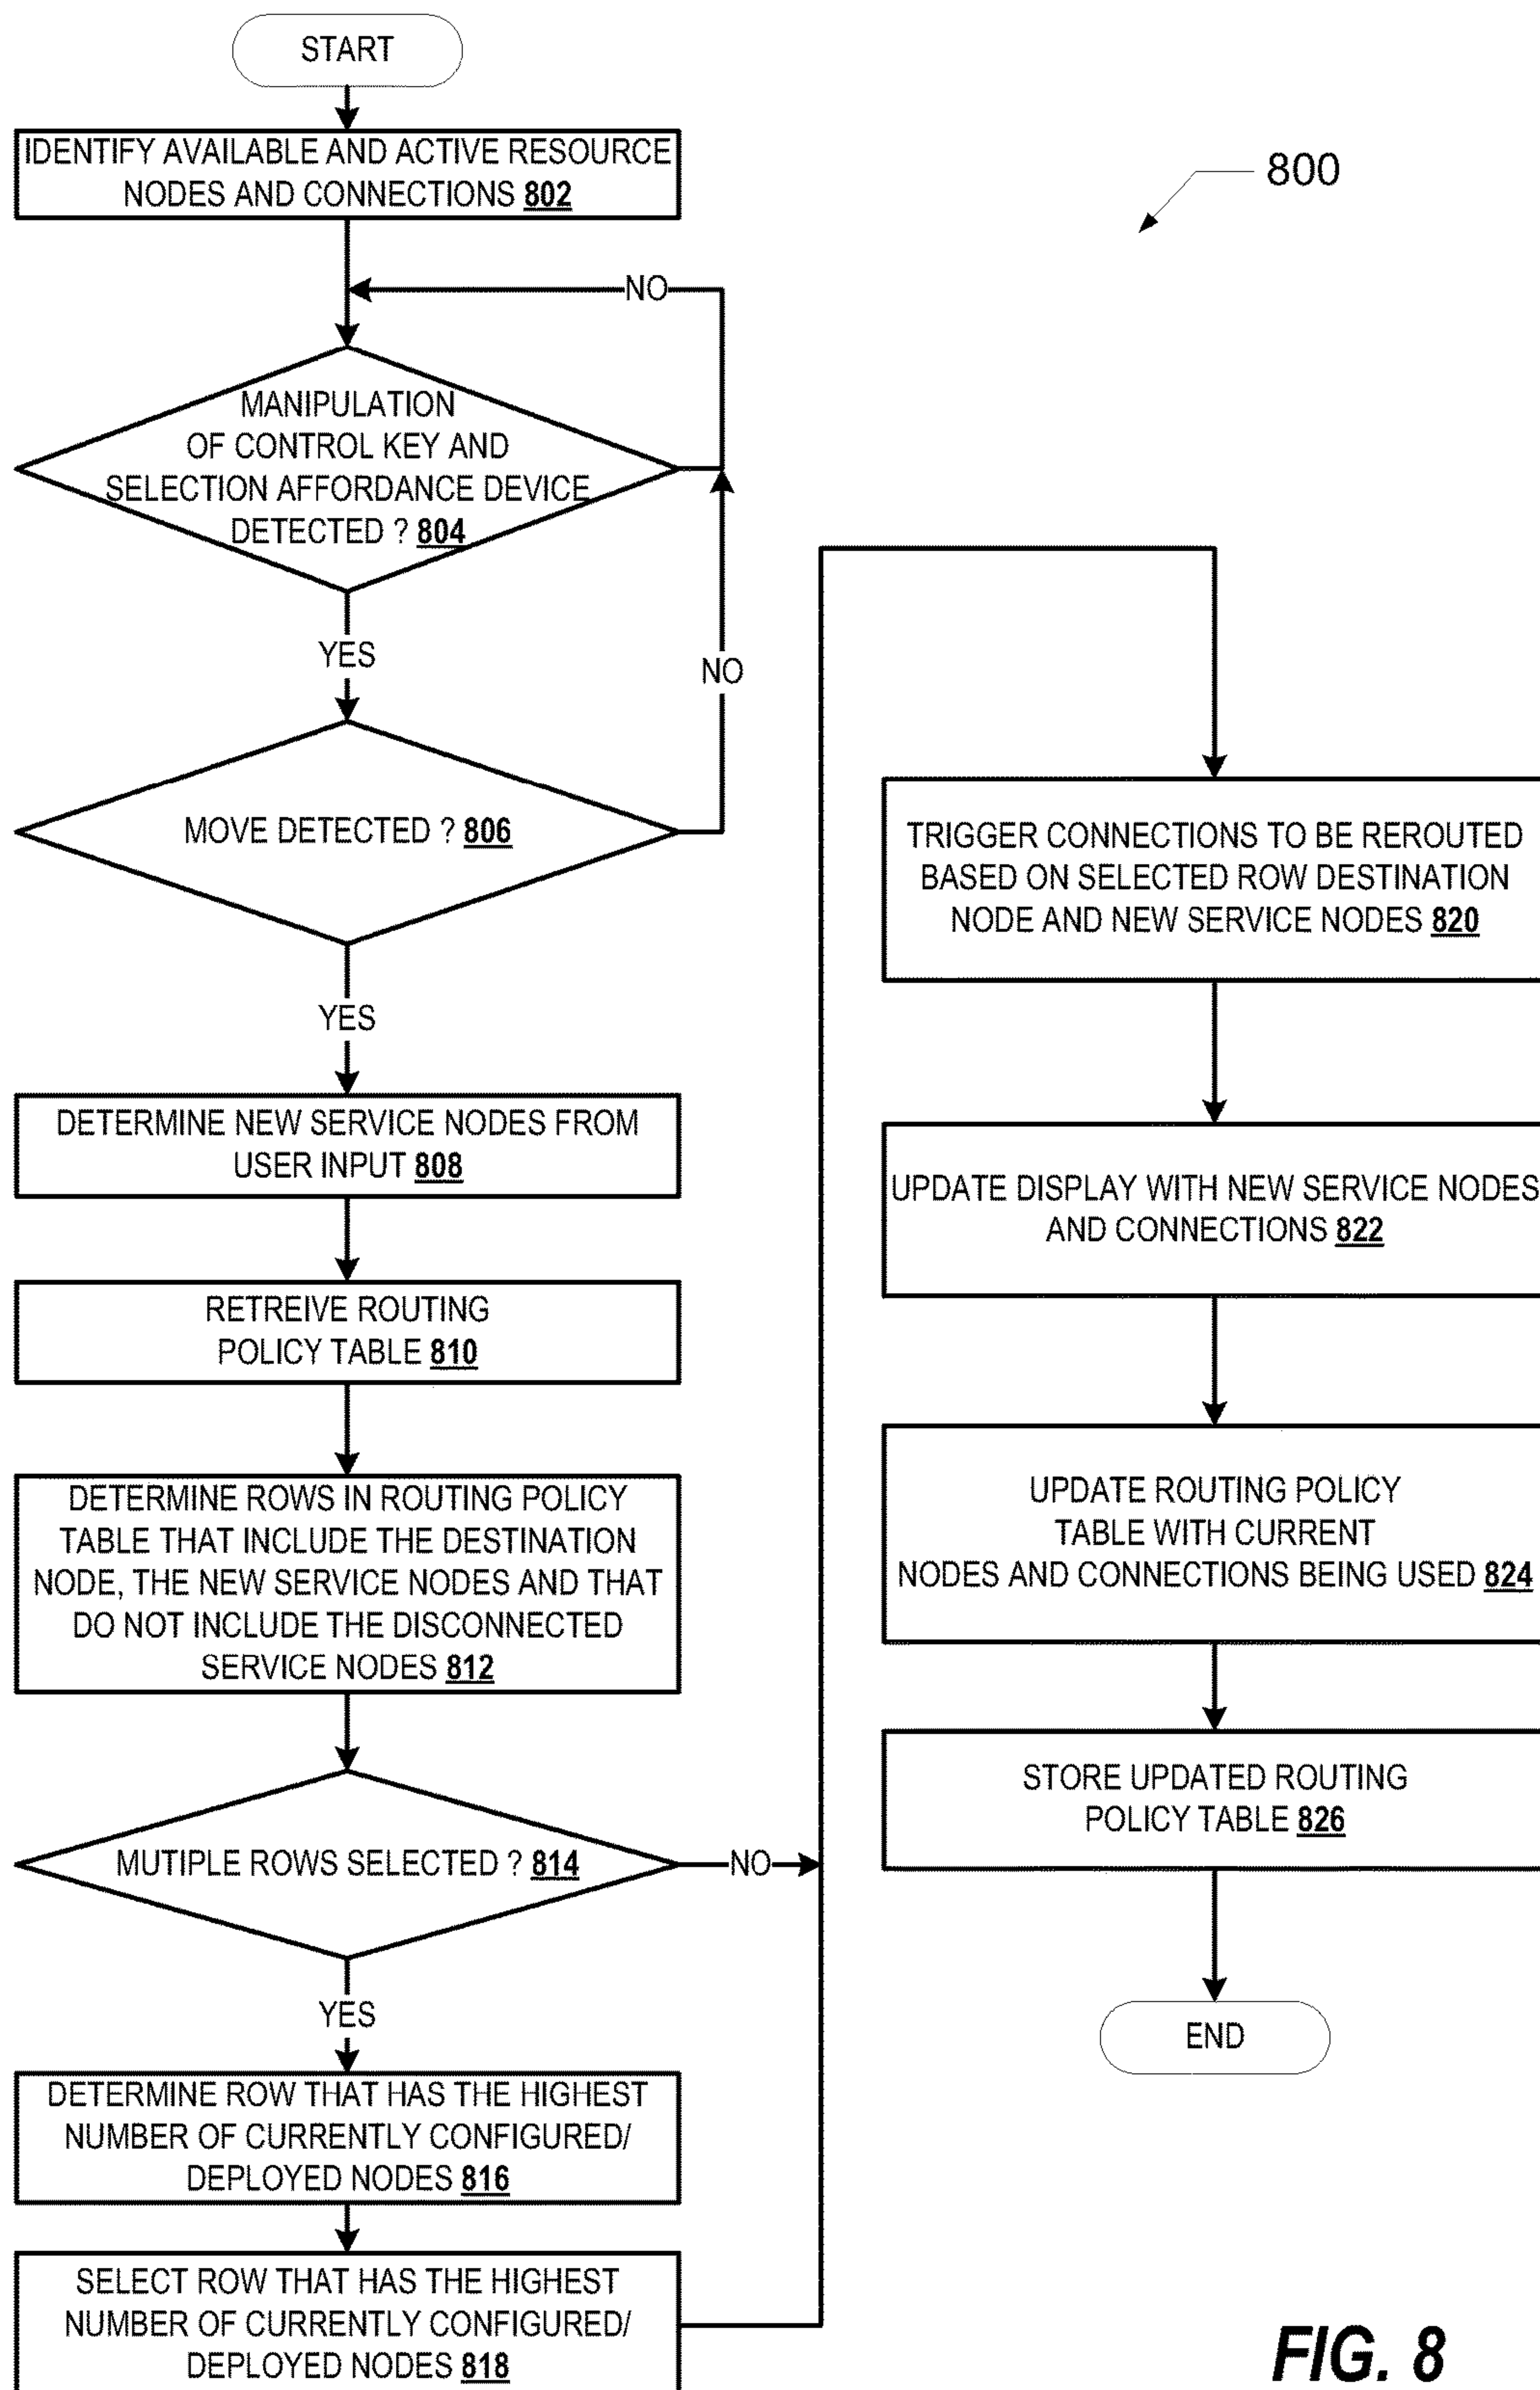 START
IDENTIFY AVAILABLE AND ACTIVE RESOURCE
NODES AND CONNECTIONS 802
800
NO
MANIPULATION
OF CONTROL KEY AND
SELECTION AFFORDANCE DEVICE
DETECTED ? 804
YES
NO
MOVE DETECTED ? 806
YES
DETERMINE NEW SERVICE NODES FROM
USER INPUT 808
RETREIVE ROUTING
POLICY TABLE 810
DETERMINE ROWS IN ROUTING POLICY
TABLE THAT INCLUDE THE DESTINATION
NODE, THE NEW SERVICE NODES AND THAT
DO NOT INCLUDE THE DISCONNECTED
SERVICE NODES 812
MUTIPLE ROWS SELECTED ? 814
NO
YES
DETERMINE ROW THAT HAS THE HIGHEST
NUMBER OF CURRENTLY CONFIGURED/
DEPLOYED NODES 816
SELECT ROW THAT HAS THE HIGHEST
NUMBER OF CURRENTLY CONFIGURED/
DEPLOYED NODES 818
TRIGGER CONNECTIONS TO BE REROUTED
BASED ON SELECTED ROW DESTINATION
NODE AND NEW SERVICE NODES 820
UPDATE DISPLAY WITH NEW SERVICE NODES
AND CONNECTIONS 822
UPDATE ROUTING POLICY
TABLE WITH CURRENT
NODES AND CONNECTIONS BEING USED 824
STORE UPDATED ROUTING
POLICY TABLE 826
END
FIG. 8